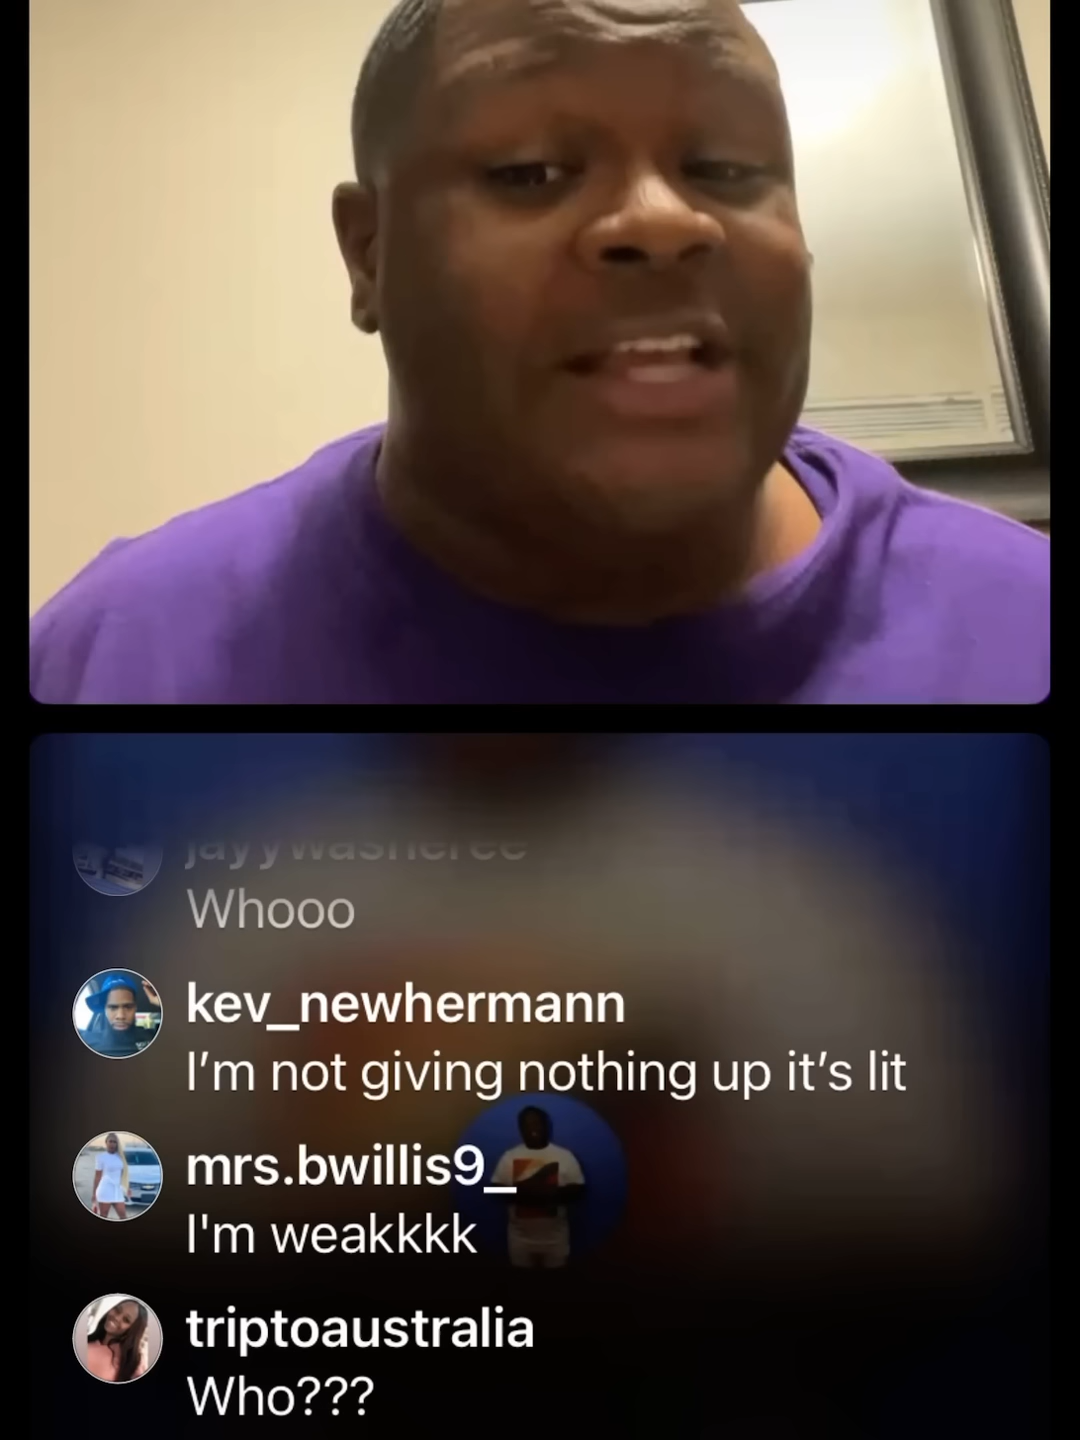 Whooo
kev_newhermann
I’m not giving nothing up it’s lit
mrs.bwillis9_
I'm weakkkk
triptoaustralia
Who???